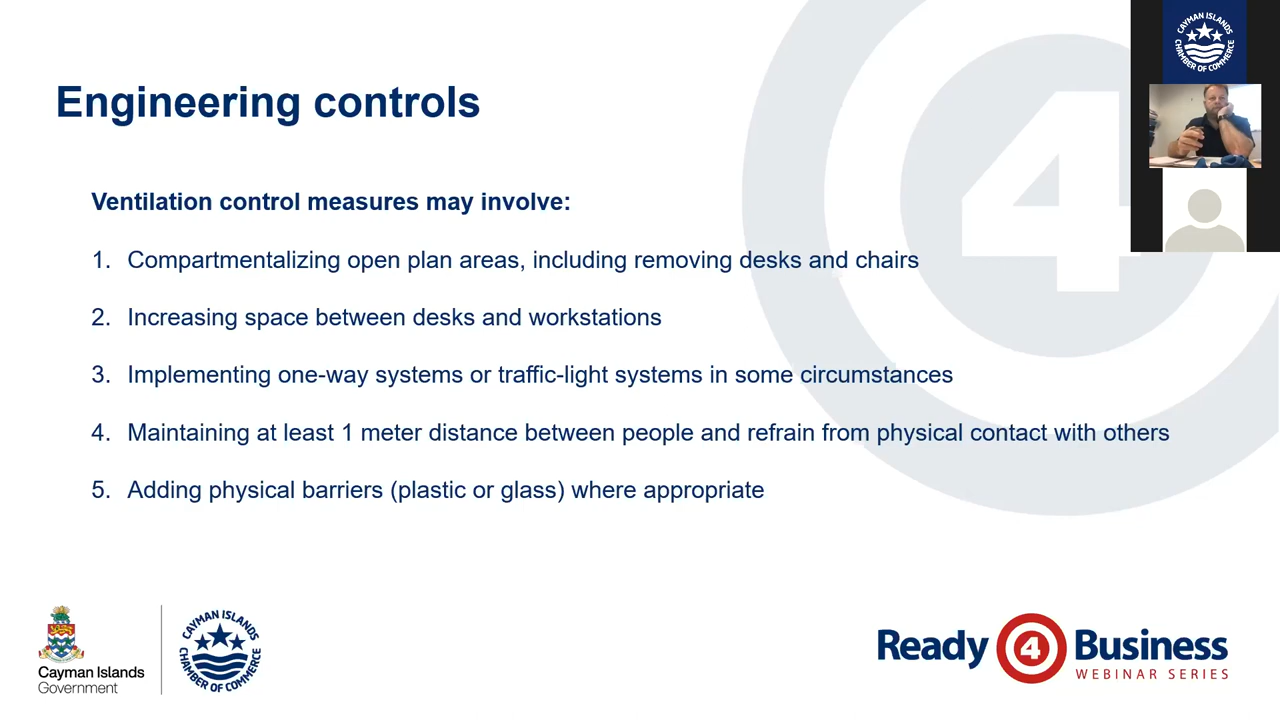 Engineering controls
Ventilation control measures may involve:
1. Compartmentalizing open plan areas, including removing desks and chairs
2. Increasing space between desks and workstations
3. Implementing one-way systems or traffic-light systems in some circumstances
4. Maintaining at least 1 meter distance between people and refrain from physical contact with others
5. Adding physical barriers (plastic or glass) where appropriate
4
CAYMAN ISLANDS
CHAMBER OF COMMERCE
Cayman Islands
Government
CAYMAN ISLANDS
CHAMBER OF COMMERCE
Ready 4 Business
WEBINAR SERIES